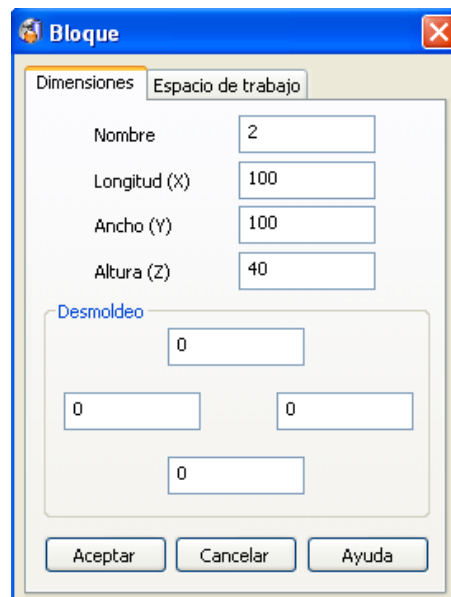 Bloque
Dimensiones Espacio de trabajo
Nombre 2
Longitud (X) 100
Ancho (Y) 100
Altura (Z) 40
Desmoldeo
0
0 0
0
Aceptar Cancelar Ayuda